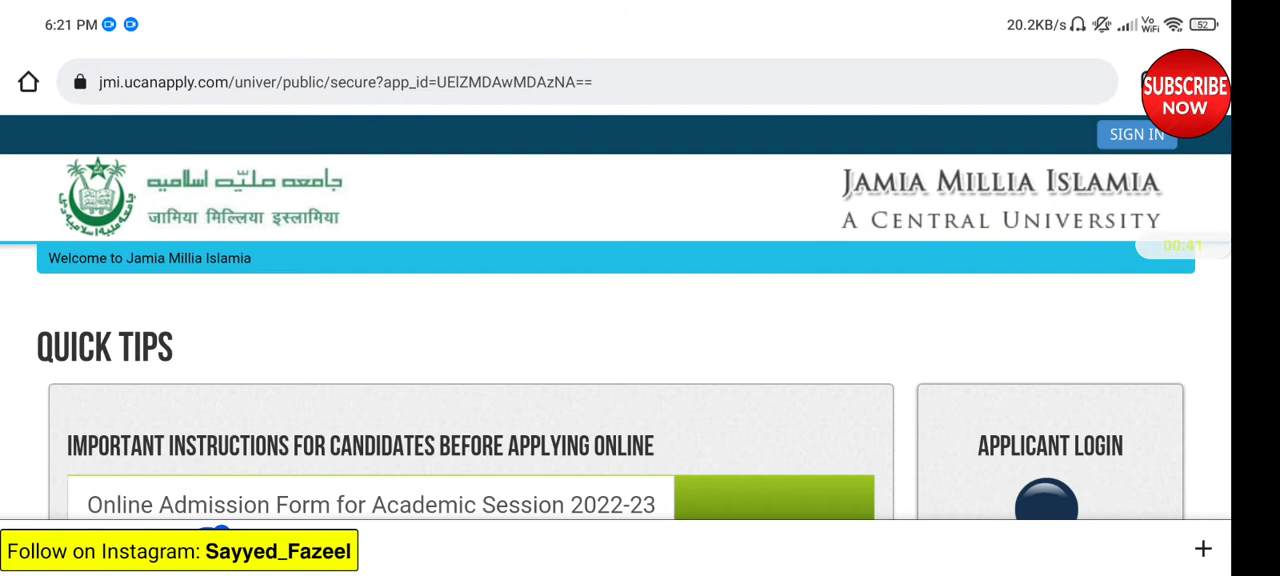 6:21 PM
20.2KB/s
Vo
WiFi
52
jmi.ucanapply.com/univer/public/secure?app_id=UElZMDAwMDAzNA==
SUBSCRIBE
NOW
SIGN IN
جامعہ ملیّہ اسلامیہ
जामिया मिल्लिया इस्लामिया
JAMIA MILLIA ISLAMIA
A CENTRAL UNIVERSITY
00:41
Welcome to Jamia Millia Islamia
QUICK TIPS
IMPORTANT INSTRUCTIONS FOR CANDIDATES BEFORE APPLYING ONLINE
APPLICANT LOGIN
Online Admission Form for Academic Session 2022-23
Follow on Instagram: Sayyed_Fazeel